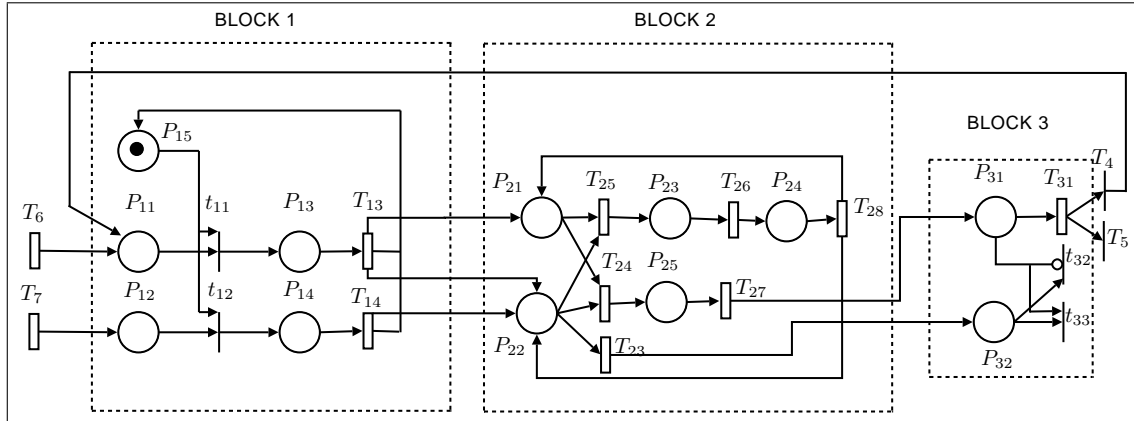 BLOCK 1
BLOCK 2
BLOCK 3
P15
T6
P11
t11
P13
T13
T7
P12
t12
P14
T14
P21
T25
P23
T26
P24
T28
T24
P25
T27
P22
T23
P31
T31
T4
T5
t32
t33
P32